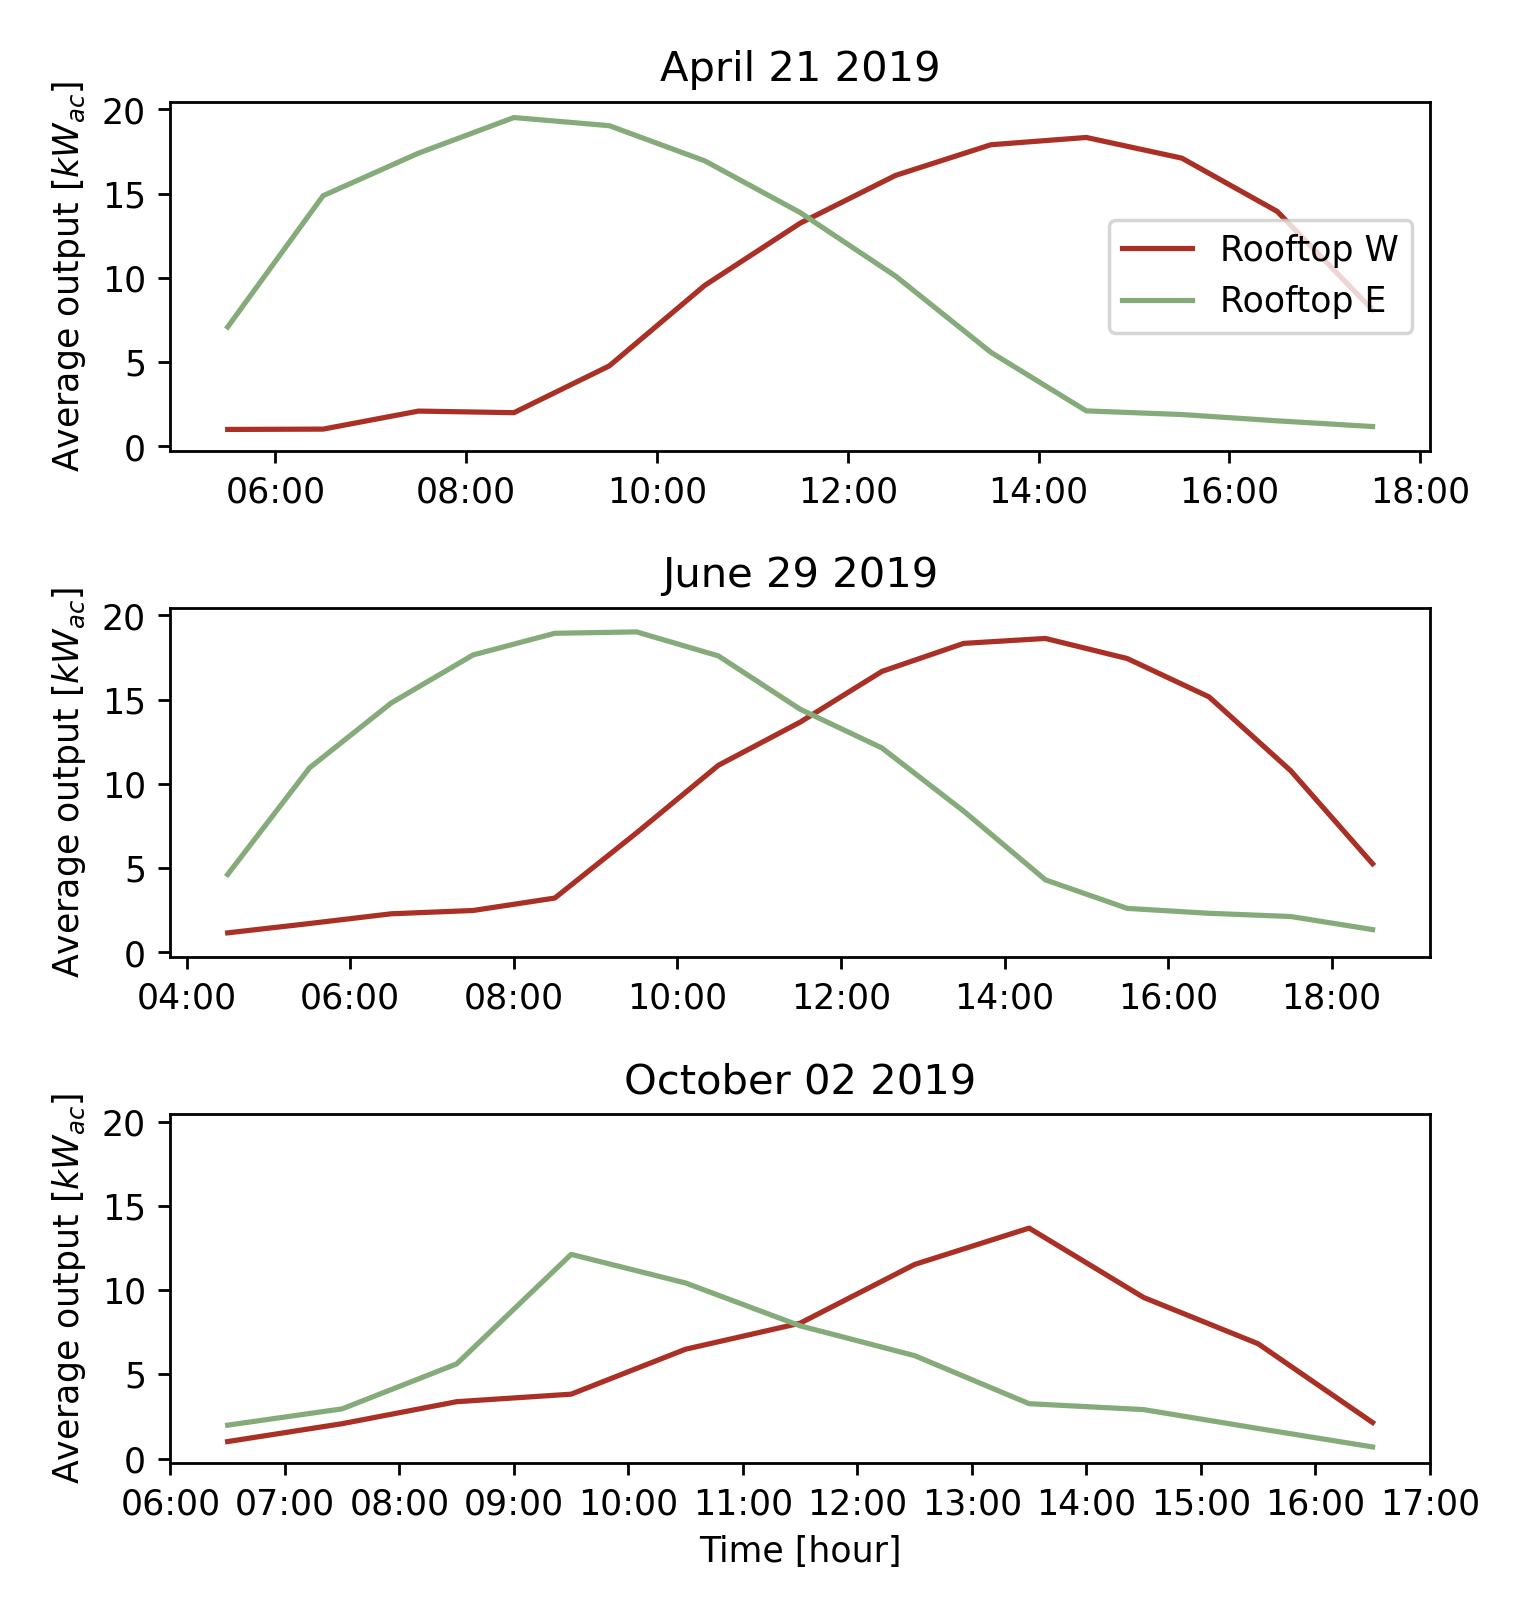 April 21 2019
Average output [kW_ac]
20
15
10
5
0
Rooftop W
Rooftop E
06:00 08:00 10:00 12:00 14:00 16:00 18:00
June 29 2019
Average output [kW_ac]
20
15
10
5
0
04:00 06:00 08:00 10:00 12:00 14:00 16:00 18:00
October 02 2019
Average output [kW_ac]
20
15
10
5
0
06:00 07:00 08:00 09:00 10:00 11:00 12:00 13:00 14:00 15:00 16:00 17:00
Time [hour]